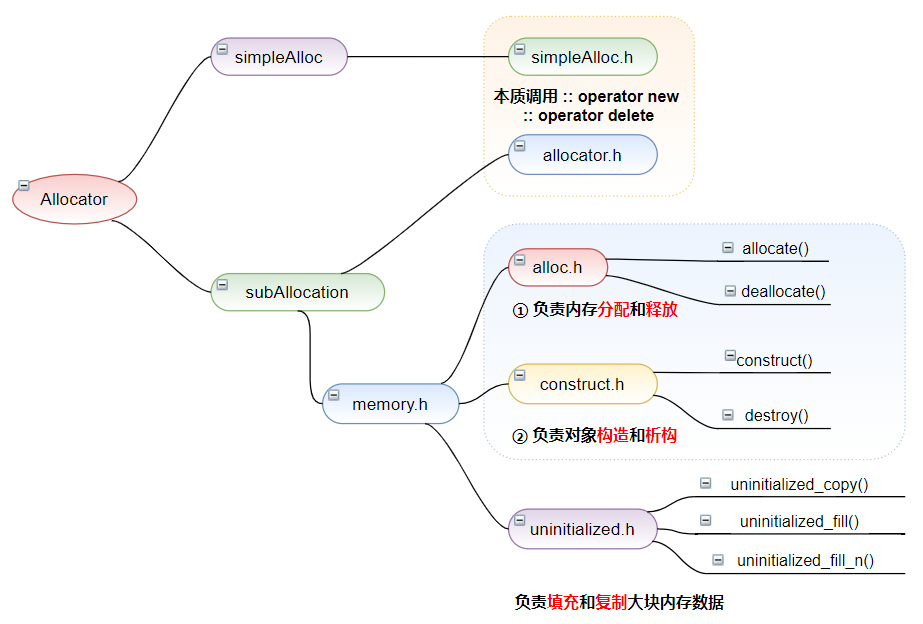 Allocator
simpleAlloc
simpleAlloc.h
本质调用 :: operator new
:: operator delete
allocator.h
subAllocation
memory.h
alloc.h
allocate()
deallocate()
① 负责内存分配和释放
construct.h
construct()
destroy()
② 负责对象构造和析构
uninitialized.h
uninitialized_copy()
uninitialized_fill()
uninitialized_fill_n()
负责填充和复制大块内存数据